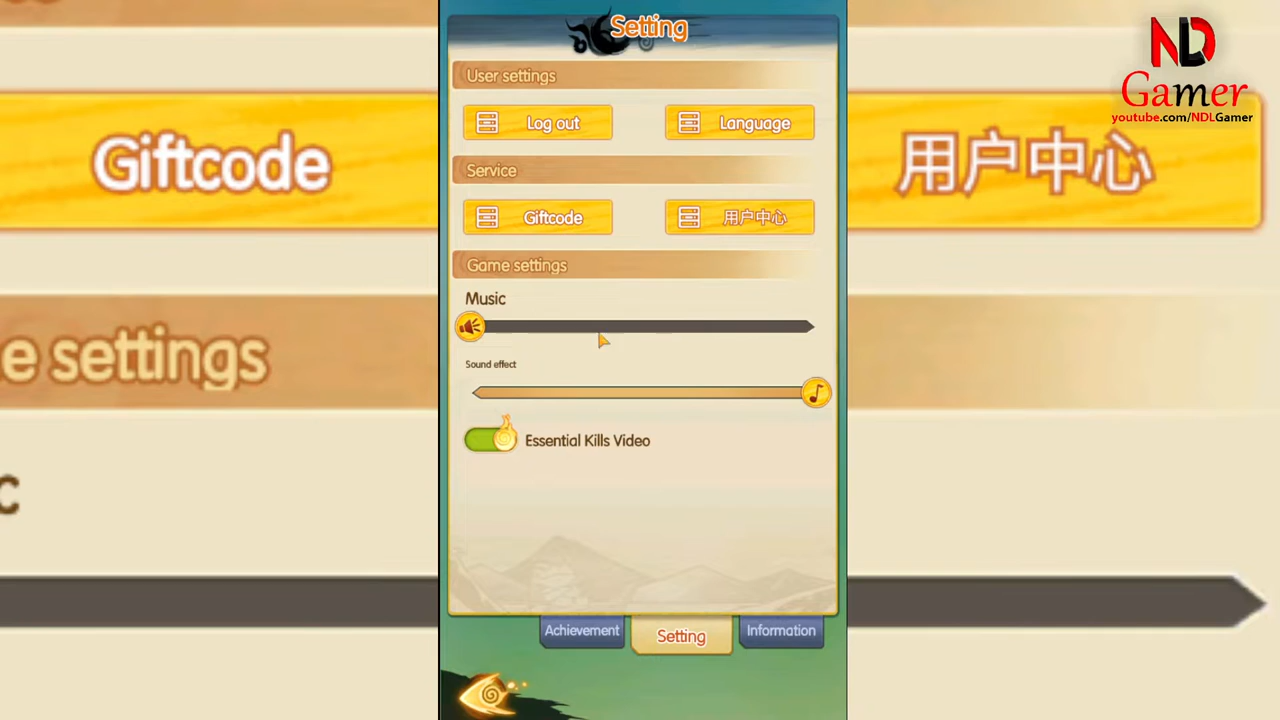 Setting
User settings
Log out
Language
Service
Giftcode
用户中心
Game settings
Music
Sound effect
Essential Kills Video
Achievement
Setting
Information
Giftcode
e settings
c
用户中心
ND
Gamer
youtube.com/NDLGamer